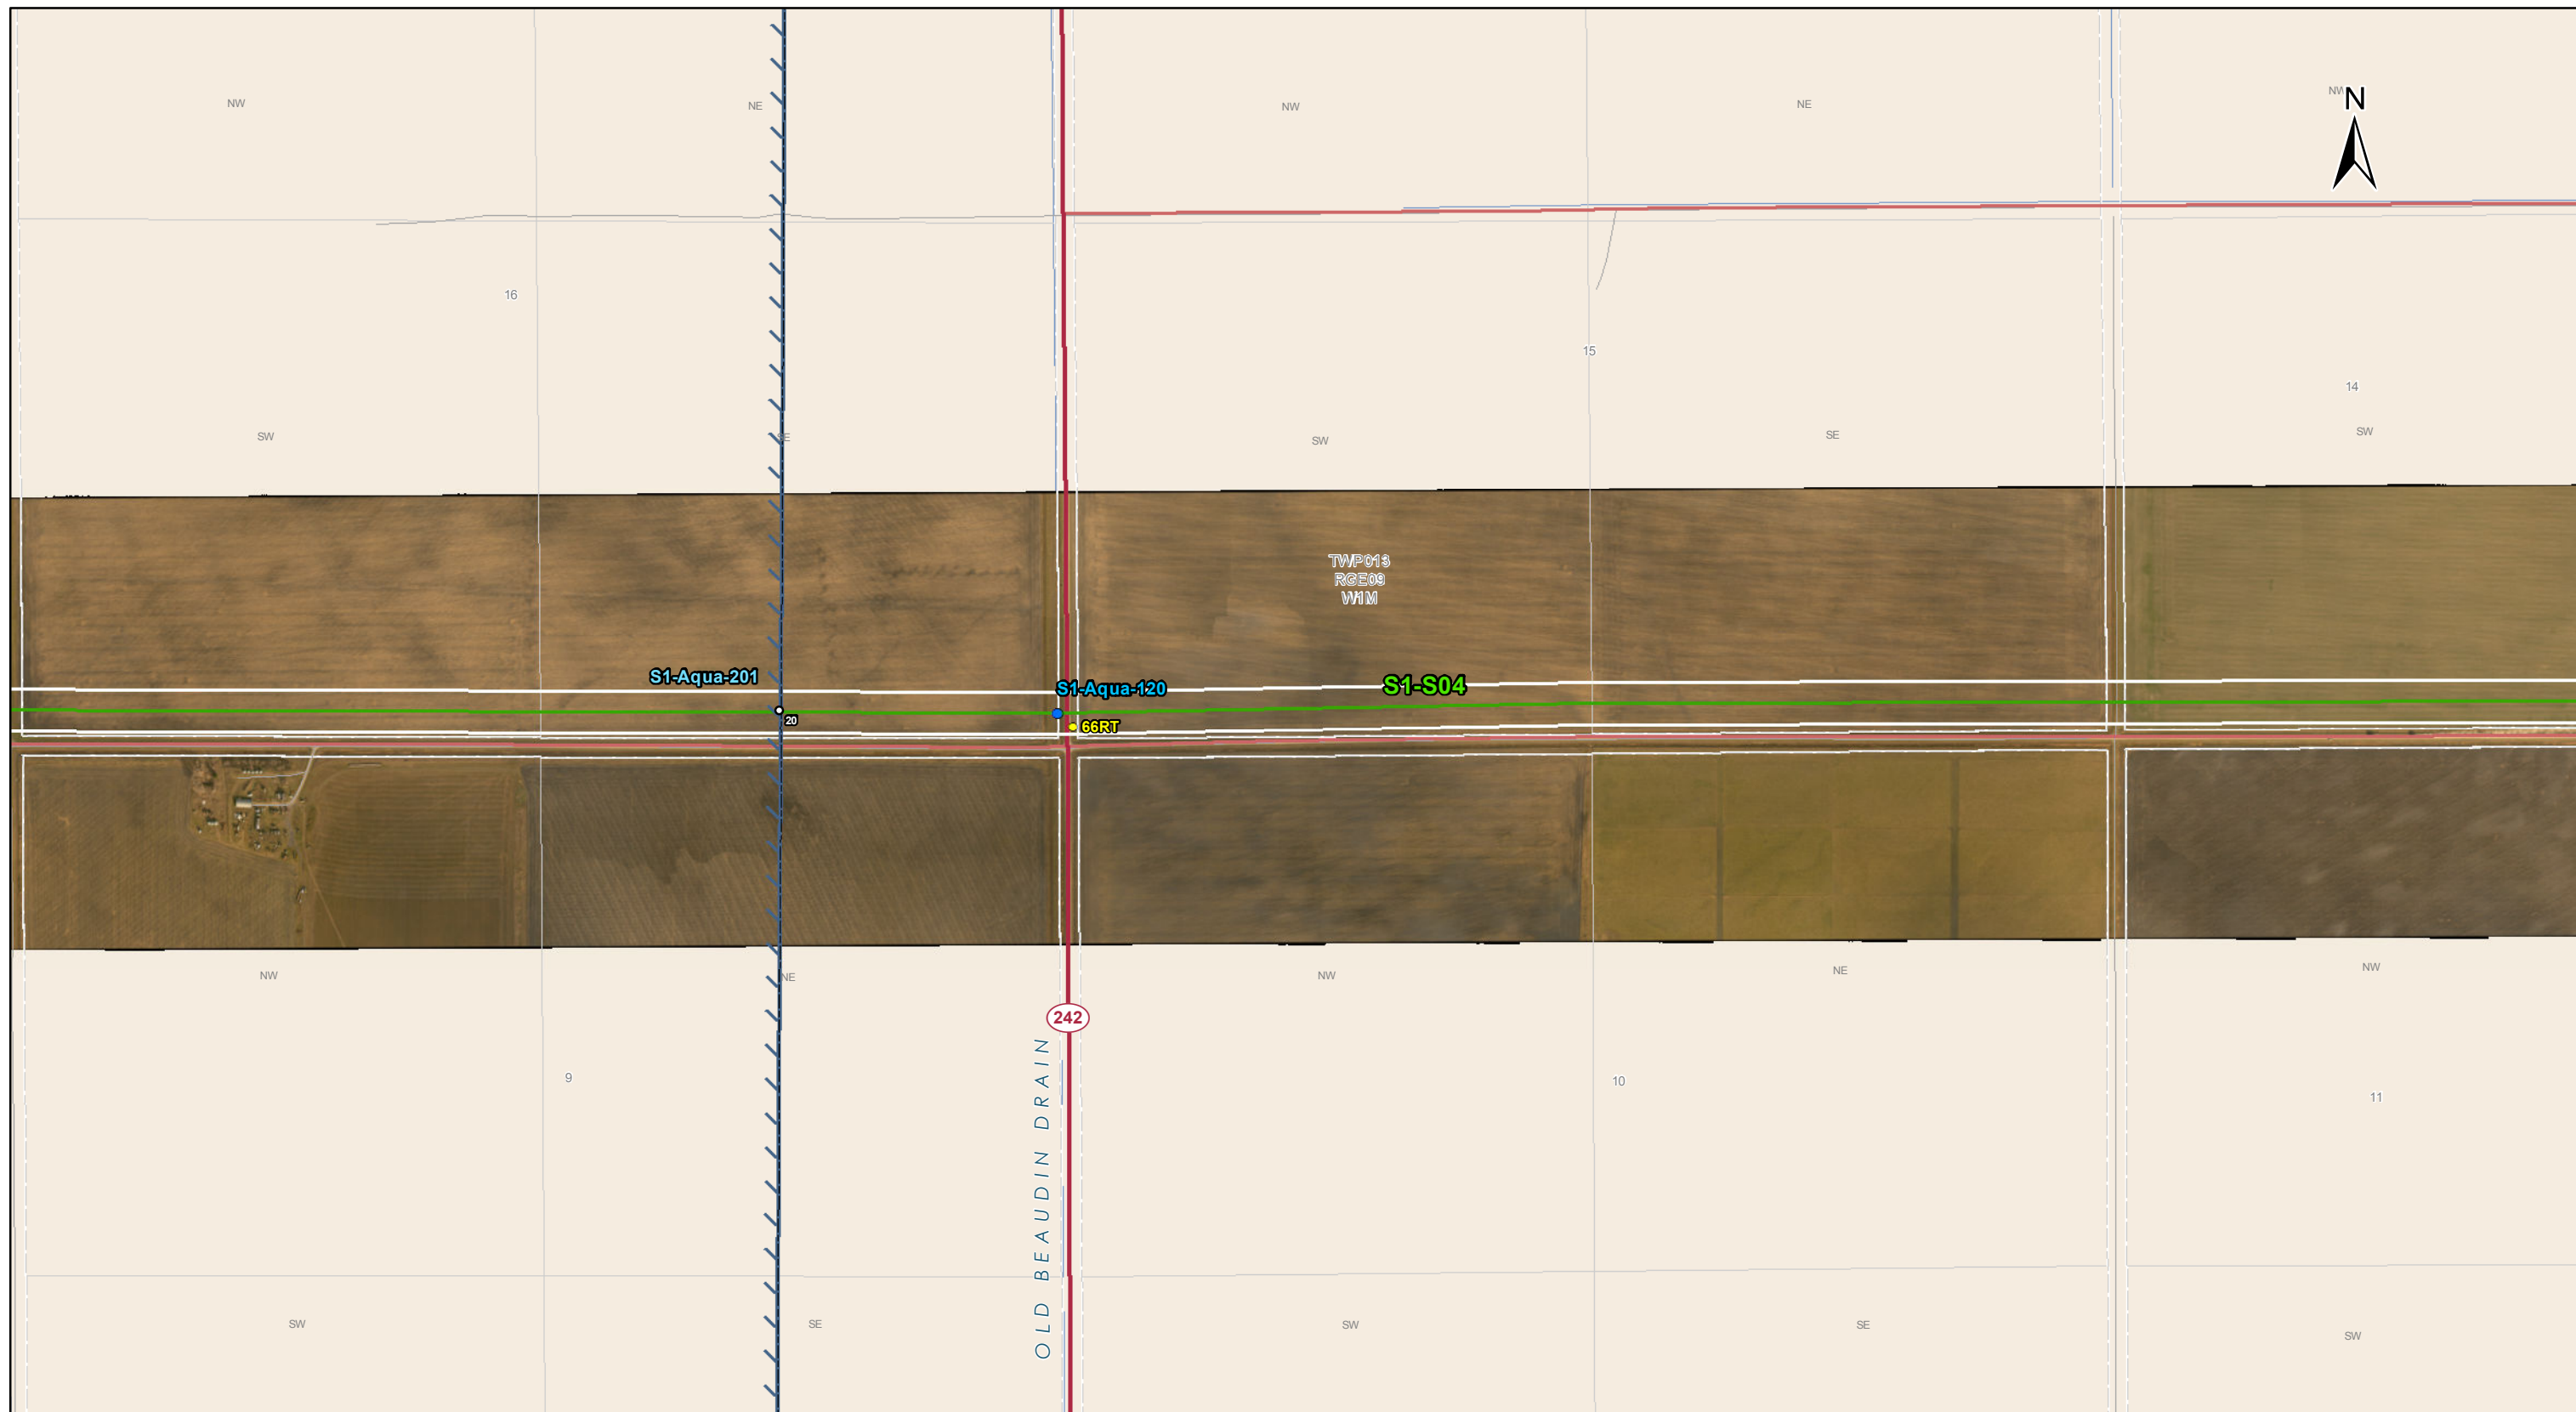 NW
NE
NW
NE
NW
N
16
15
14
SW
SE
SW
SE
SW
TWP013
RGE09
W1M
S1-Aqua-201
S1-Aqua-120
S1-S04
20
66RT
NW
NE
NW
NE
NW
242
OLD BEAUDIN DRAIN
9
10
11
SW
SE
SW
SE
SW